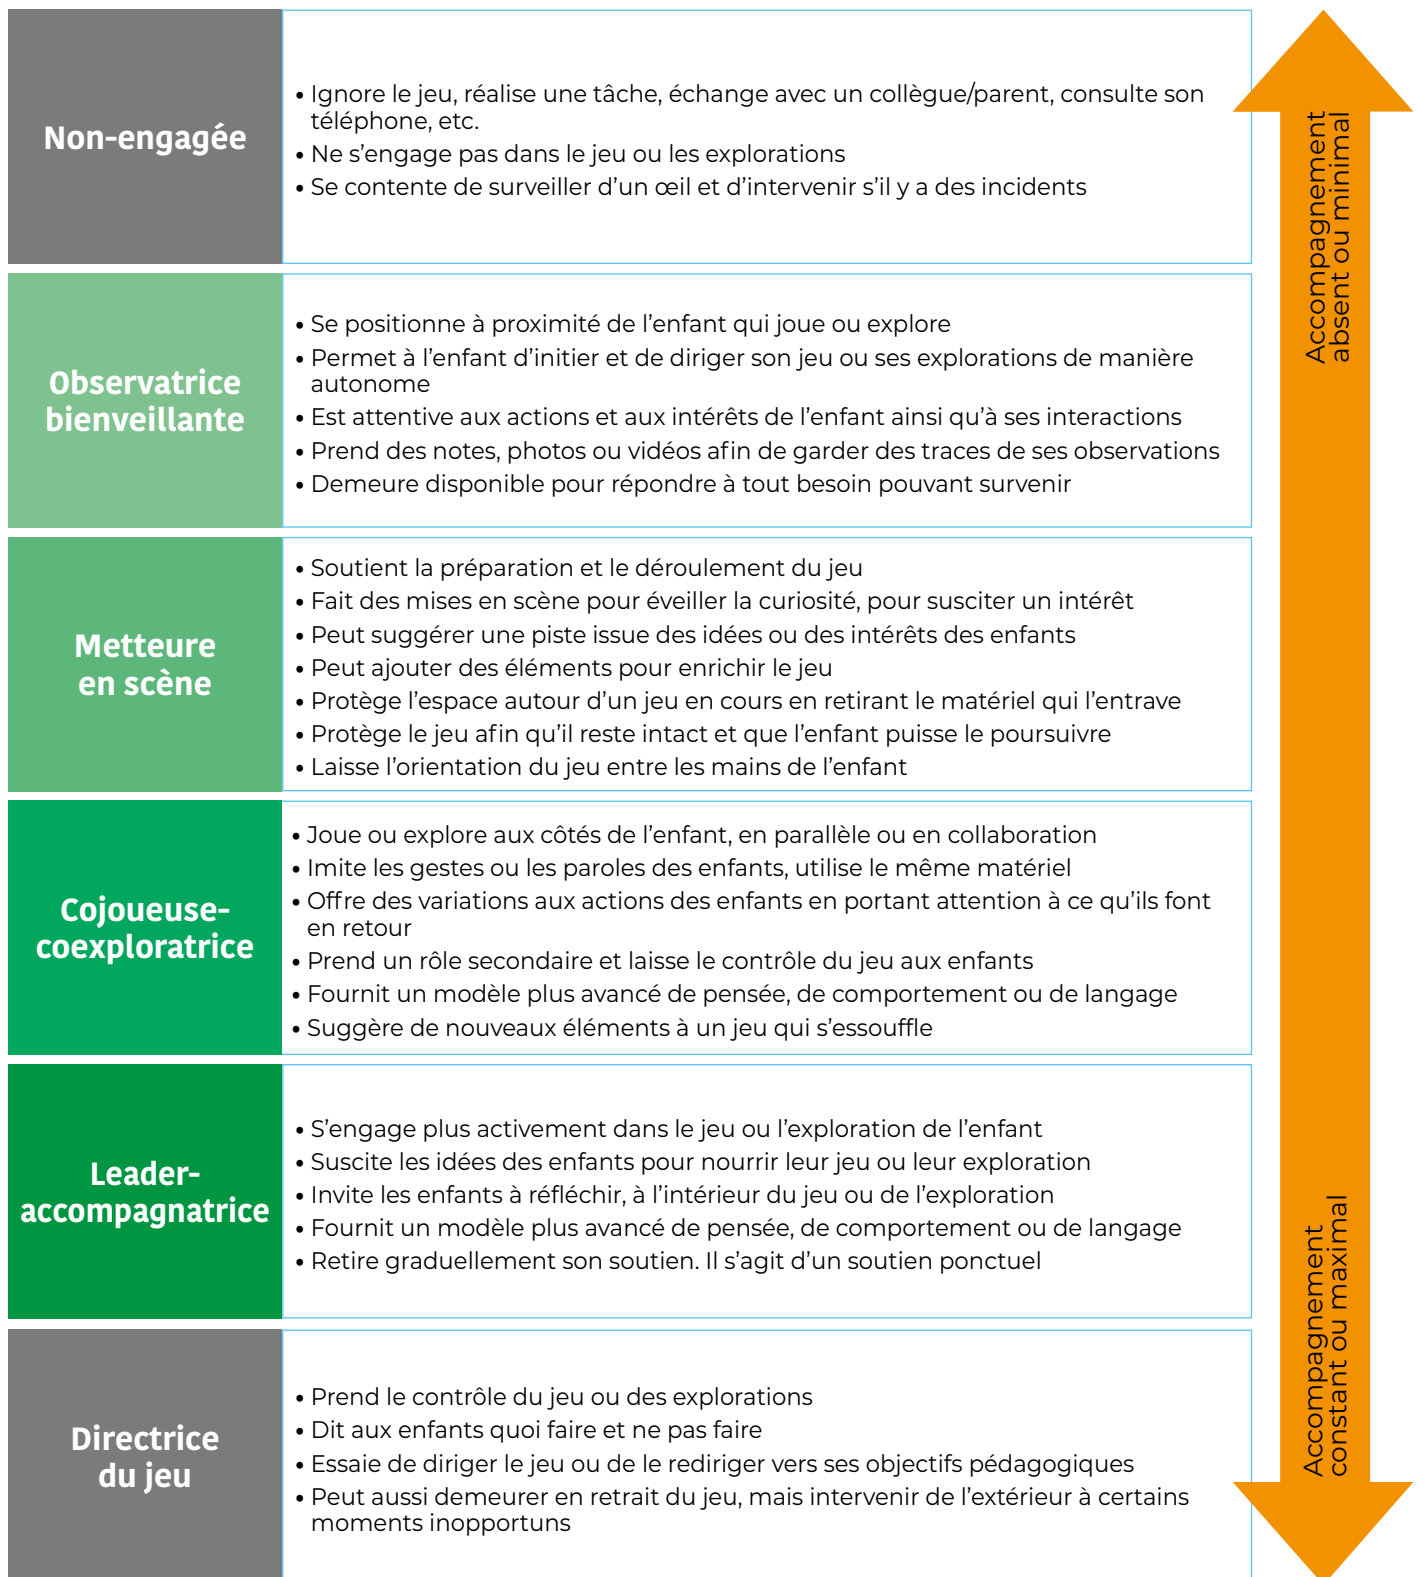 Non-engagée
• Ignore le jeu, réalise une tâche, échange avec un collègue/parent, consulte son
téléphone, etc.
• Ne s’engage pas dans le jeu ou les explorations
• Se contente de surveiller d’un œil et d’intervenir s’il y a des incidents
Accompagnement
absent ou minimal
Observatrice
bienveillante
• Se positionne à proximité de l’enfant qui joue ou explore
• Permet à l’enfant d’initier et de diriger son jeu ou ses explorations de manière
autonome
• Est attentive aux actions et aux intérêts de l’enfant ainsi qu’à ses interactions
• Prend des notes, photos ou vidéos afin de garder des traces de ses observations
• Demeure disponible pour répondre à tout besoin pouvant survenir
Metteure
en scène
• Soutient la préparation et le déroulement du jeu
• Fait des mises en scène pour éveiller la curiosité, pour susciter un intérêt
• Peut suggérer une piste issue des idées ou des intérêts des enfants
• Peut ajouter des éléments pour enrichir le jeu
• Protège l’espace autour d’un jeu en cours en retirant le matériel qui l’entrave
• Protège le jeu afin qu’il reste intact et que l’enfant puisse le poursuivre
• Laisse l’orientation du jeu entre les mains de l’enfant
Cojoueuse-
coexploratrice
• Joue ou explore aux côtés de l’enfant, en parallèle ou en collaboration
• Imite les gestes ou les paroles des enfants, utilise le même matériel
• Offre des variations aux actions des enfants en portant attention à ce qu’ils font
en retour
• Prend un rôle secondaire et laisse le contrôle du jeu aux enfants
• Fournit un modèle plus avancé de pensée, de comportement ou de langage
• Suggère de nouveaux éléments à un jeu qui s’essouffle
Leader-
accompagnatrice
• S’engage plus activement dans le jeu ou l’exploration de l’enfant
• Suscite les idées des enfants pour nourrir leur jeu ou leur exploration
• Invite les enfants à réfléchir, à l’intérieur du jeu ou de l’exploration
• Fournit un modèle plus avancé de pensée, de comportement ou de langage
• Retire graduellement son soutien. Il s’agit d’un soutien ponctuel
Accompagnement
constant ou maximal
Directrice
du jeu
• Prend le contrôle du jeu ou des explorations
• Dit aux enfants quoi faire et ne pas faire
• Essaie de diriger le jeu ou de le rediriger vers ses objectifs pédagogiques
• Peut aussi demeurer en retrait du jeu, mais intervenir de l’extérieur à certains
moments inopportuns